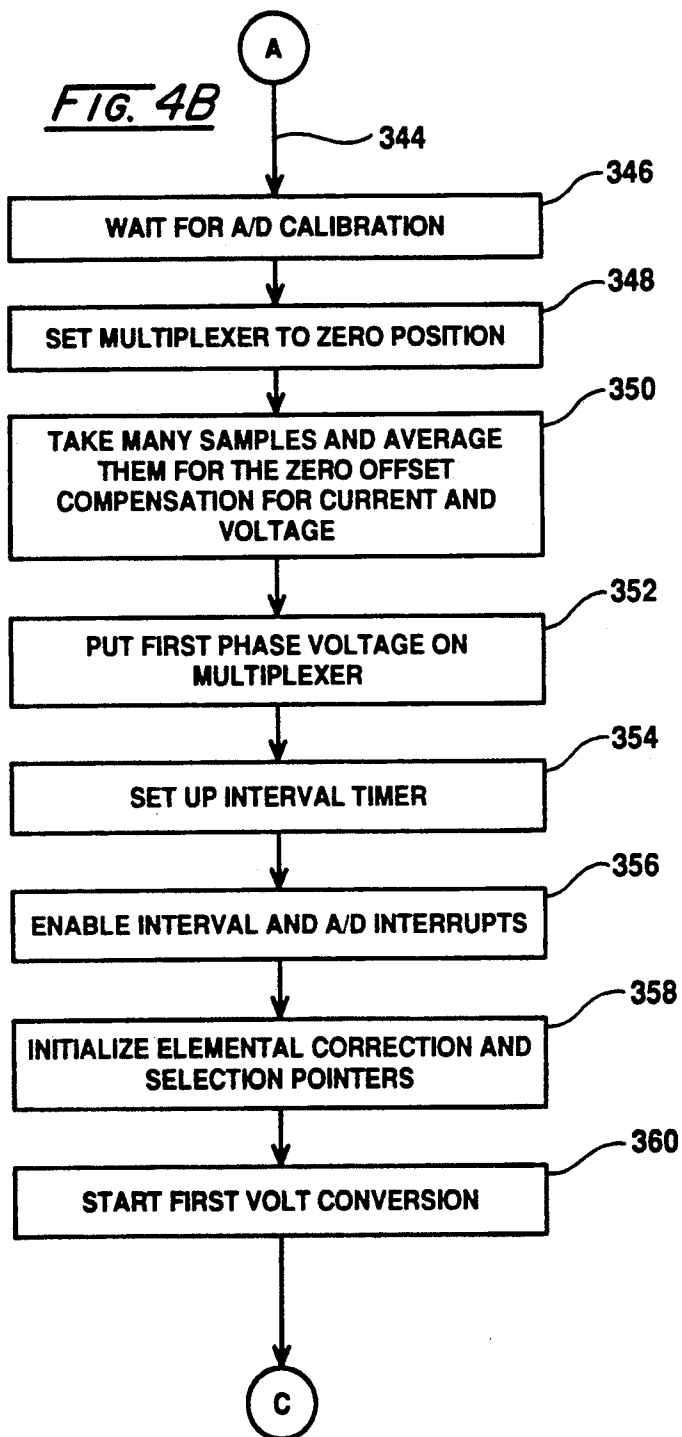 A
FIG. 4B
344
346
WAIT FOR A/D CALIBRATION
348
SET MULTIPLEXER TO ZERO POSITION
350
TAKE MANY SAMPLES AND AVERAGE
THEM FOR THE ZERO OFFSET
COMPENSATION FOR CURRENT AND
VOLTAGE
352
PUT FIRST PHASE VOLTAGE ON
MULTIPLEXER
354
SET UP INTERVAL TIMER
356
ENABLE INTERVAL AND A/D INTERRUPTS
358
INITIALIZE ELEMENTAL CORRECTION AND
SELECTION POINTERS
360
START FIRST VOLT CONVERSION
C